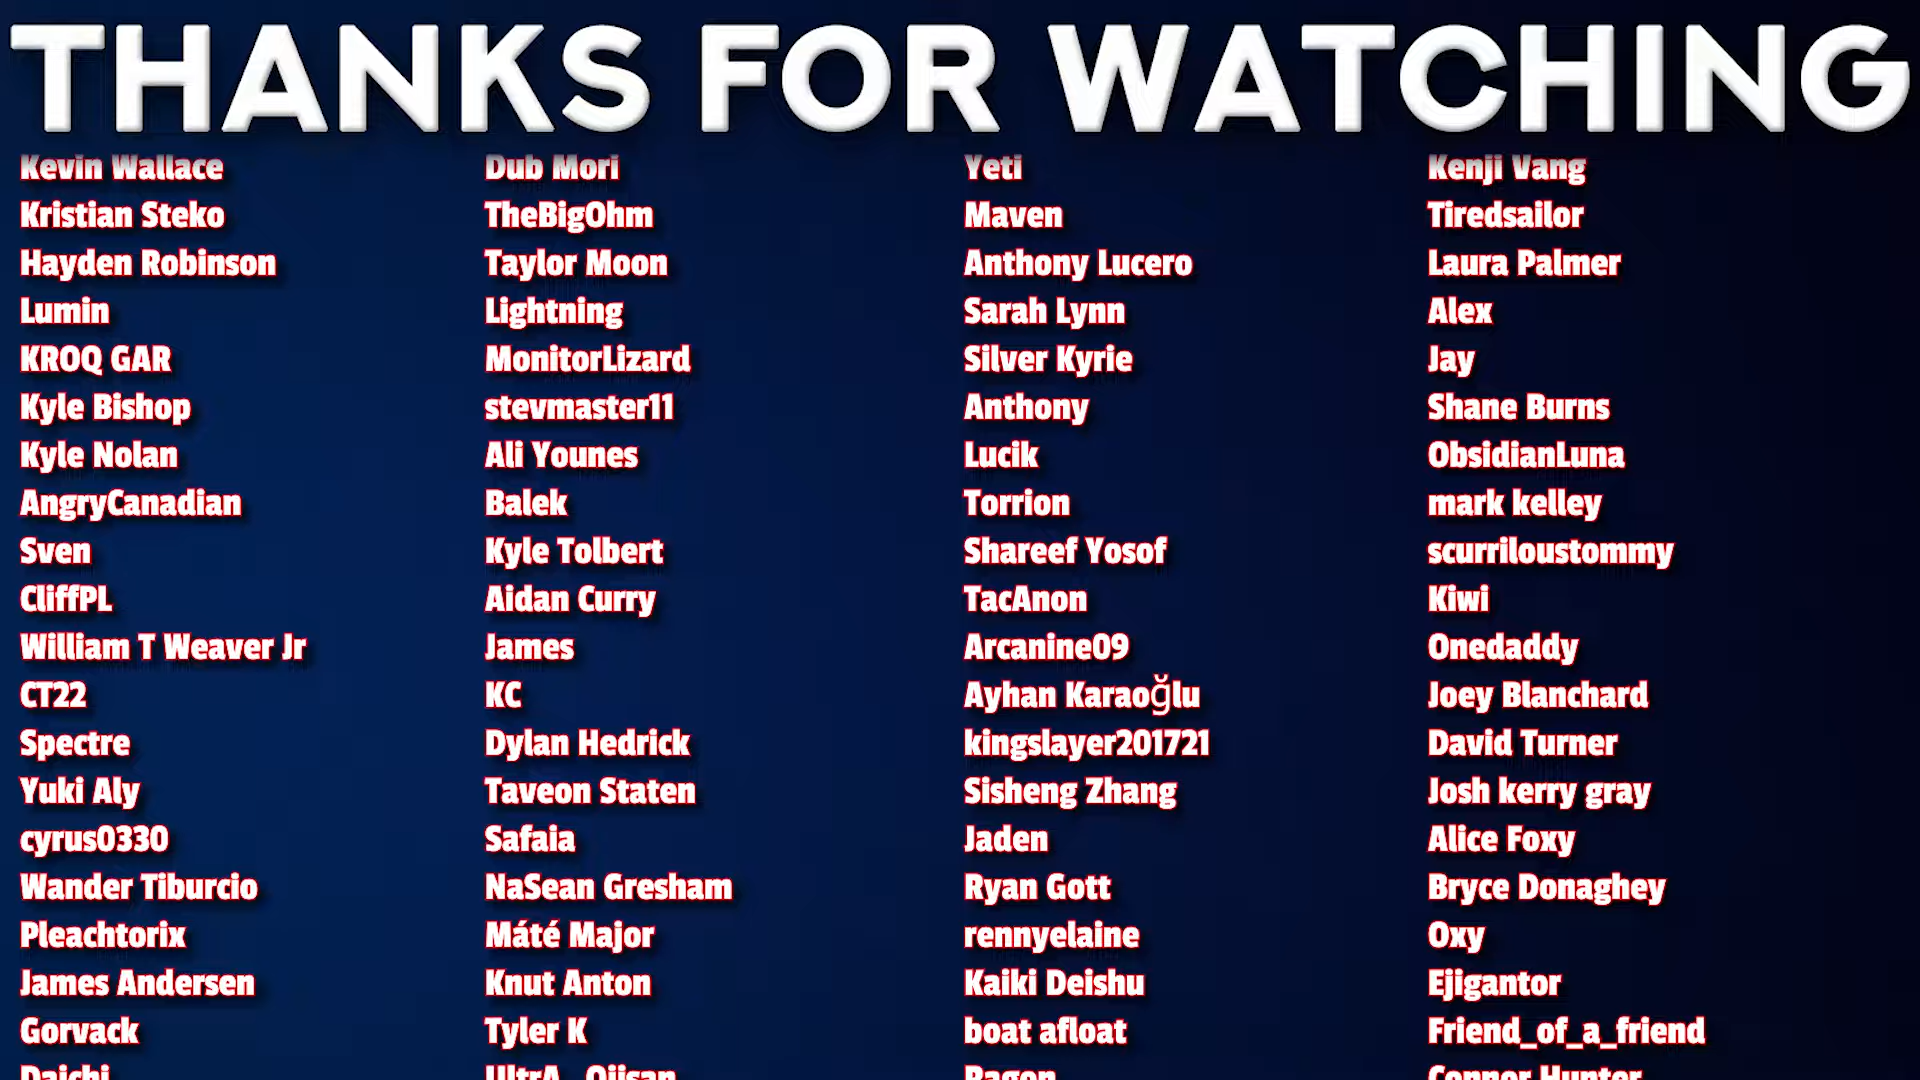 THANKS FOR WATCHING
Kevin Wallace
Kristian Steko
Hayden Robinson
Lumin
KROQ GAR
Kyle Bishop
Kyle Nolan
AngryCanadian
Sven
CliffPL
William T Weaver Jr
CT22
Spectre
Yuki Aly
cyrus0330
Wander Tiburcio
Pleachtorix
James Andersen
Gorvack
Daichi
Dub Mori
TheBigOhm
Taylor Moon
Lightning
MonitorLizard
stevmaster11
Ali Younes
Balek
Kyle Tolbert
Aidan Curry
James
KC
Dylan Hedrick
Taveon Staten
Safaia
NaSean Gresham
Máté Major
Knut Anton
Tyler K
Yeti
Maven
Anthony Lucero
Sarah Lynn
Silver Kyrie
Anthony
Lucik
Torrion
Shareef Yosof
TacAnon
Arcanine09
Ayhan Karaoğlu
kingslayer201721
Sisheng Zhang
Jaden
Ryan Gott
rennyelaine
Kaiki Deishu
boat afloat
Kenji Vang
Tiredsailor
Laura Palmer
Alex
Jay
Shane Burns
ObsidianLuna
mark kelley
scurriloustommy
Kiwi
Onedaddy
Joey Blanchard
David Turner
Josh kerry gray
Alice Foxy
Bryce Donaghey
Oxy
Ejigantor
Friend_of_a_friend
Connor Hunter